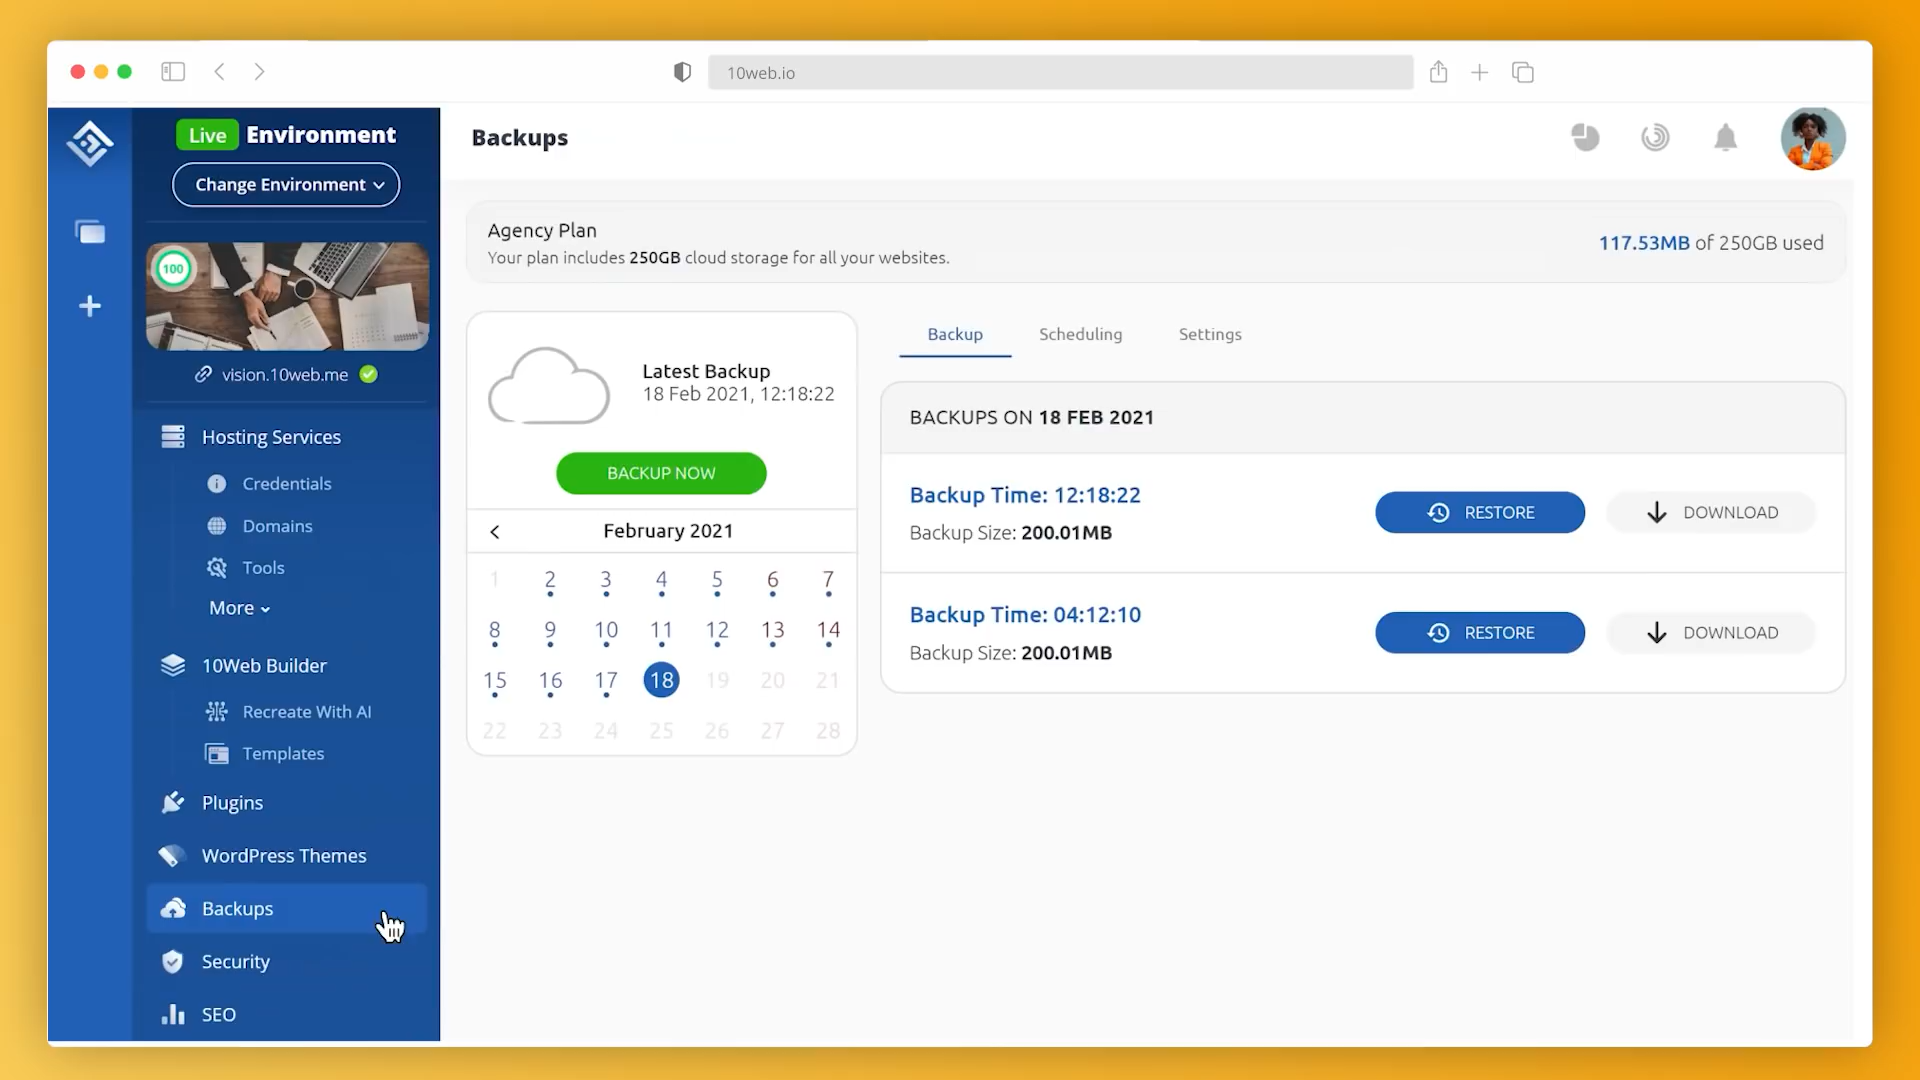 10web.io
Live Environment
Change Environment
100
vision.10web.me
Hosting Services
Credentials
Domains
Tools
More
10Web Builder
Recreate With AI
Templates
Plugins
WordPress Themes
Backups
Security
SEO
Backups
Agency Plan
Your plan includes 250GB cloud storage for all your websites.
117.53MB of 250GB used
Latest Backup
18 Feb 2021, 12:18:22
BACKUP NOW
February 2021
1 2 3 4 5 6 7
8 9 10 11 12 13 14
15 16 17 18 19 20 21
22 23 24 25 26 27 28
Backup Scheduling Settings
BACKUPS ON 18 FEB 2021
Backup Time: 12:18:22
Backup Size: 200.01MB
RESTORE DOWNLOAD
Backup Time: 04:12:10
Backup Size: 200.01MB
RESTORE DOWNLOAD